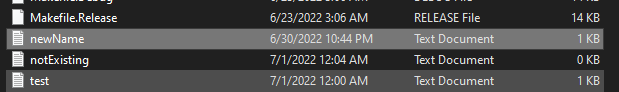 Makefile.Release 6/23/2022 3:06 AM RELEASE File 14 KB
newName 6/30/2022 10:44 PM Text Document 1 KB
notExisting 7/1/2022 12:04 AM Text Document 0 KB
test 7/1/2022 12:00 AM Text Document 1 KB